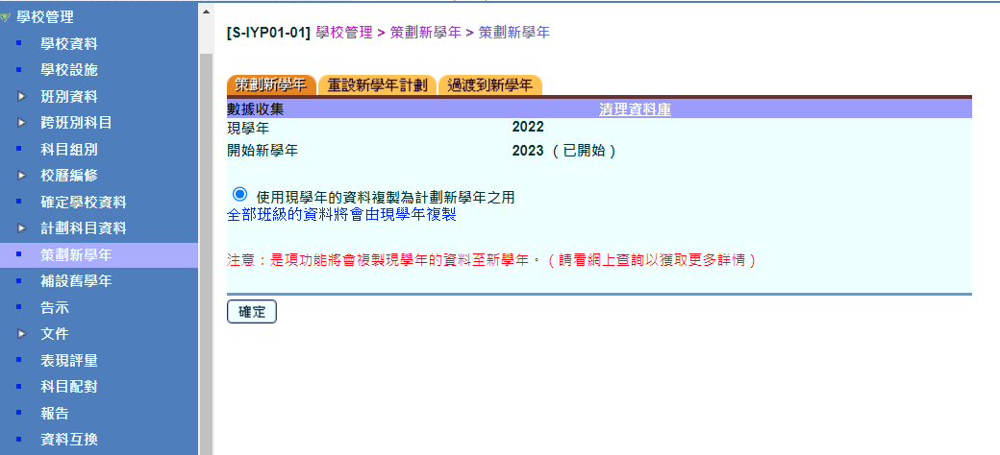 學校管理
學校資料
學校設施
班別資料
跨班別科目
科目組別
校曆編修
確定學校資料
計劃科目資料
策劃新學年
補設舊學年
告示
文件
表現評量
科目配對
報告
資料互換
[S-IYP01-01] 學校管理 > 策劃新學年 > 策劃新學年
策劃新學年 重設新學年計劃 過渡到新學年
數據收集 清理資料庫
現學年 2022
開始新學年 2023 （已開始）
使用現學年的資料複製為計劃新學年之用
全部班級的資料將會由現學年複製
注意：是項功能將會複製現學年的資料至新學年。（請看網上查詢以獲取更多詳情）
確定